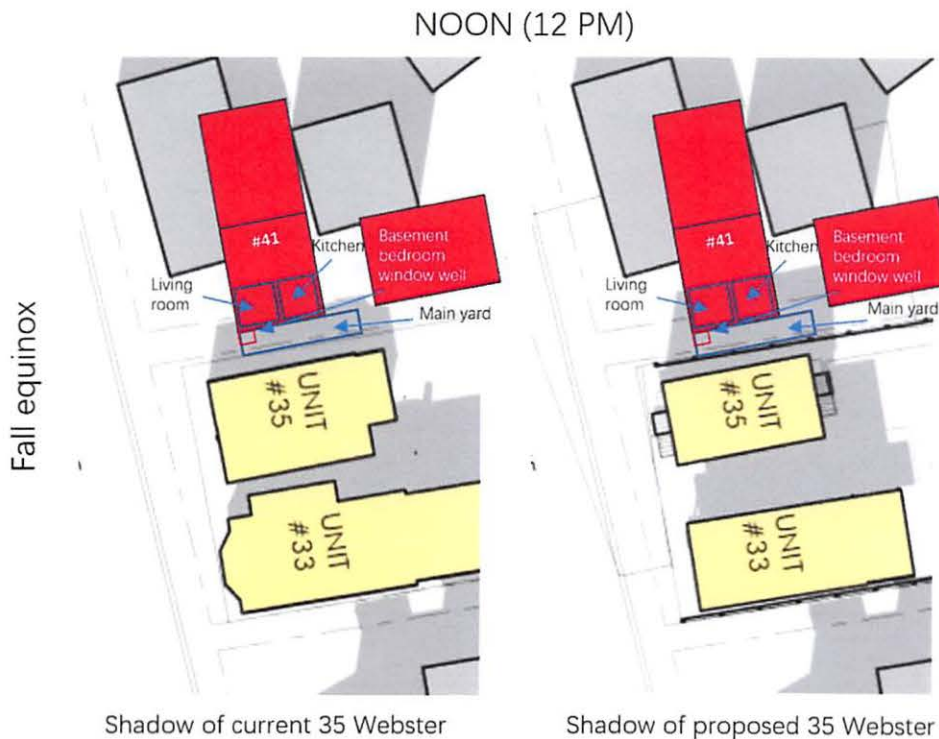 NOON (12 PM)
Fall equinox
#41
Kitchen
Living
room
Basement
bedroom
window well
Main yard
UNIT
#35
UNIT
#33
#41
Kitchen
Living
room
Basement
bedroom
window well
Main yard
UNIT
#35
UNIT
#33
Shadow of current 35 Webster
Shadow of proposed 35 Webster